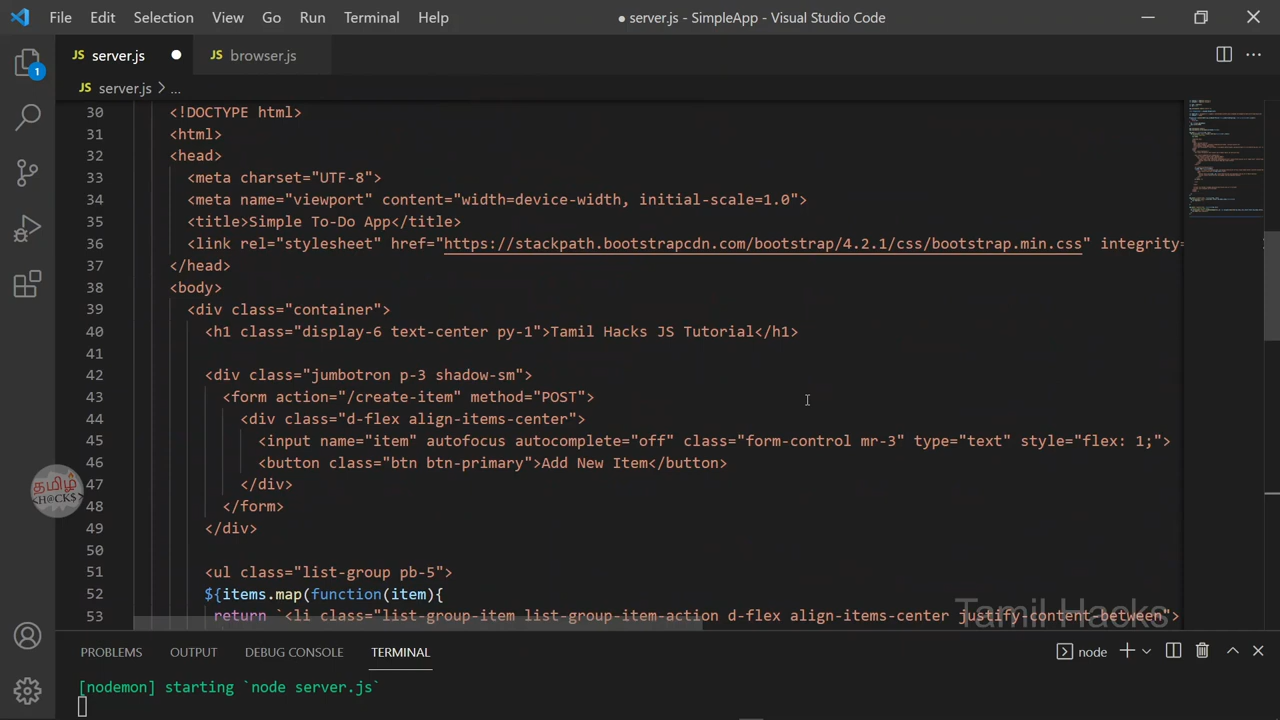 File Edit Selection View Go Run Terminal Help
● server.js - SimpleApp - Visual Studio Code
1
JS server.js
JS browser.js
JS server.js > ...
30 <!DOCTYPE html>
31 <html>
32 <head>
33 <meta charset="UTF-8">
34 <meta name="viewport" content="width=device-width, initial-scale=1.0">
35 <title>Simple To-Do App</title>
36 <link rel="stylesheet" href="https://stackpath.bootstrapcdn.com/bootstrap/4.2.1/css/bootstrap.min.css" integrity=
37 </head>
38 <body>
39 <div class="container">
40 <h1 class="display-6 text-center py-1">Tamil Hacks JS Tutorial</h1>
41
42 <div class="jumbotron p-3 shadow-sm">
43 <form action="/create-item" method="POST">
44 <div class="d-flex align-items-center">
45 <input name="item" autofocus autocomplete="off" class="form-control mr-3" type="text" style="flex: 1;">
46 <button class="btn btn-primary">Add New Item</button>
47 </div>
48 </form>
49 </div>
50
51 <ul class="list-group pb-5">
52 ${items.map(function(item){
53 return `<li class="list-group-item list-group-item-action d-flex align-items-center justify-content-between">
தமிழ்
<H@CK$>
Tamil Hacks
PROBLEMS OUTPUT DEBUG CONSOLE TERMINAL
node
[nodemon] starting `node server.js`